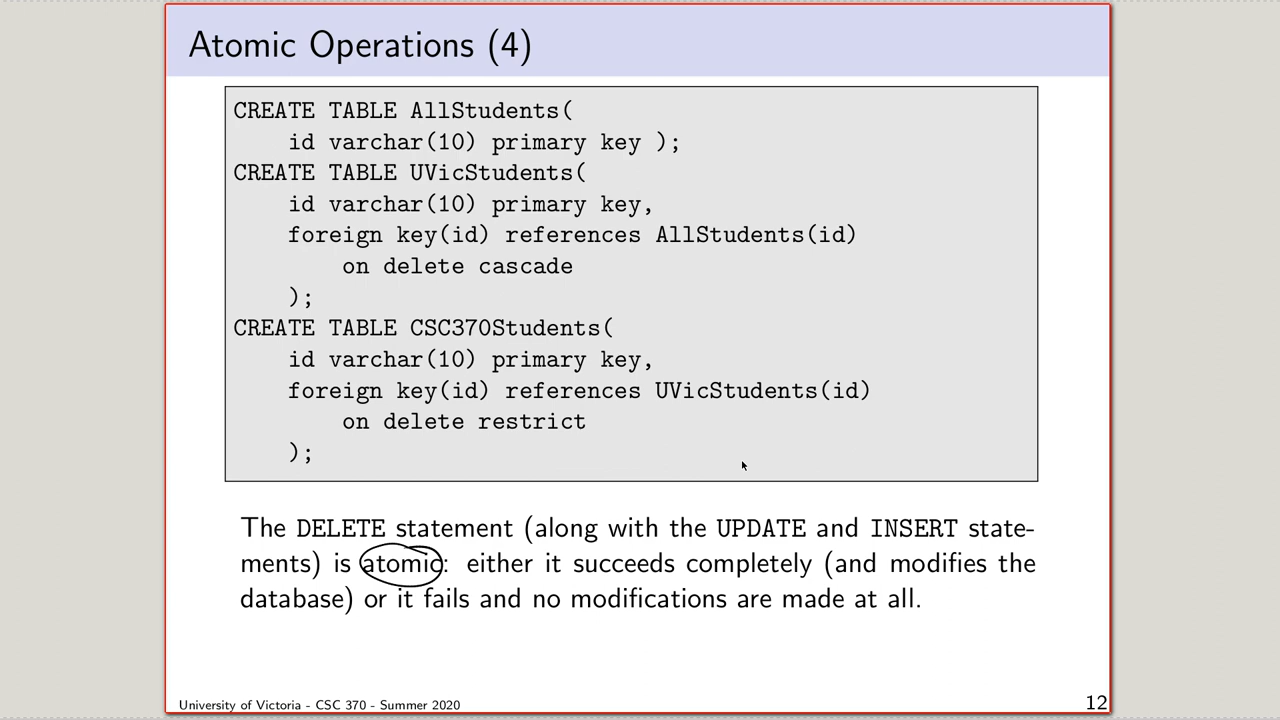 Atomic Operations (4)
CREATE TABLE AllStudents(
id varchar(10) primary key );
CREATE TABLE UVicStudents(
id varchar(10) primary key,
foreign key(id) references AllStudents(id)
on delete cascade
);
CREATE TABLE CSC370Students(
id varchar(10) primary key,
foreign key(id) references UVicStudents(id)
on delete restrict
);
The DELETE statement (along with the UPDATE and INSERT state-
ments) is atomic: either it succeeds completely (and modifies the
database) or it fails and no modifications are made at all.
University of Victoria - CSC 370 - Summer 2020
12